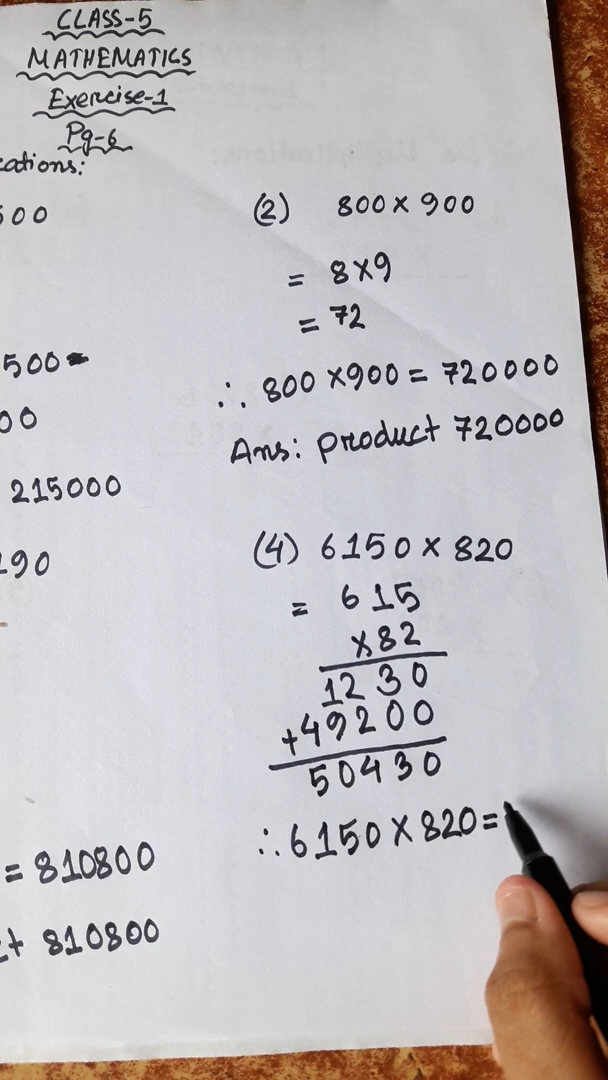 CLASS-5
MATHEMATICS
Exercise-1
Pg-6
cations:
500
500
00
215000
190
= 810800
810800
(2) 800 × 900
= 8×9
= 72
∴ 800 ×900 = 720000
Ans: product 720000
(4) 6150 × 820
= 615
×82
1230
+49200
50430
∴ 6150 × 820 =